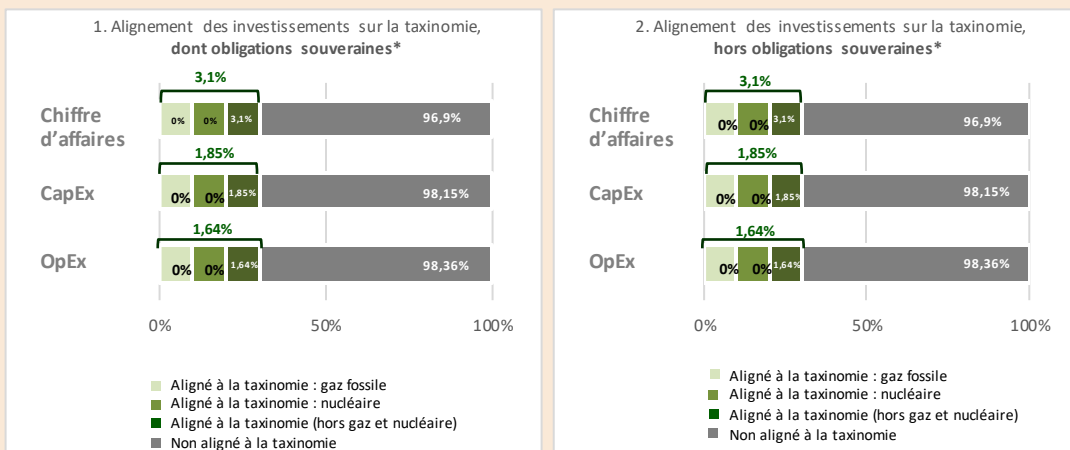 1. Alignement des investissements sur la taxinomie,
dont obligations souveraines*
3,1%
Chiffre
d'affaires
0% 0% 3,1% 96,9%
1,85%
CapEx
0% 0% 1,85% 98,15%
1,64%
OpEx
0% 0% 1,64% 98,36%
0% 50% 100%
Aligné à la taxinomie : gaz fossile
Aligné à la taxinomie : nucléaire
Aligné à la taxinomie (hors gaz et nucléaire)
Non aligné à la taxinomie
2. Alignement des investissements sur la taxinomie,
hors obligations souveraines*
3,1%
Chiffre
d'affaires
0% 0% 3,1% 96,9%
1,85%
CapEx
0% 0% 1,85% 98,15%
1,64%
OpEx
0% 0% 1,64% 98,36%
0% 50% 100%
Aligné à la taxinomie : gaz fossile
Aligné à la taxinomie : nucléaire
Aligné à la taxinomie (hors gaz et nucléaire)
Non aligné à la taxinomie